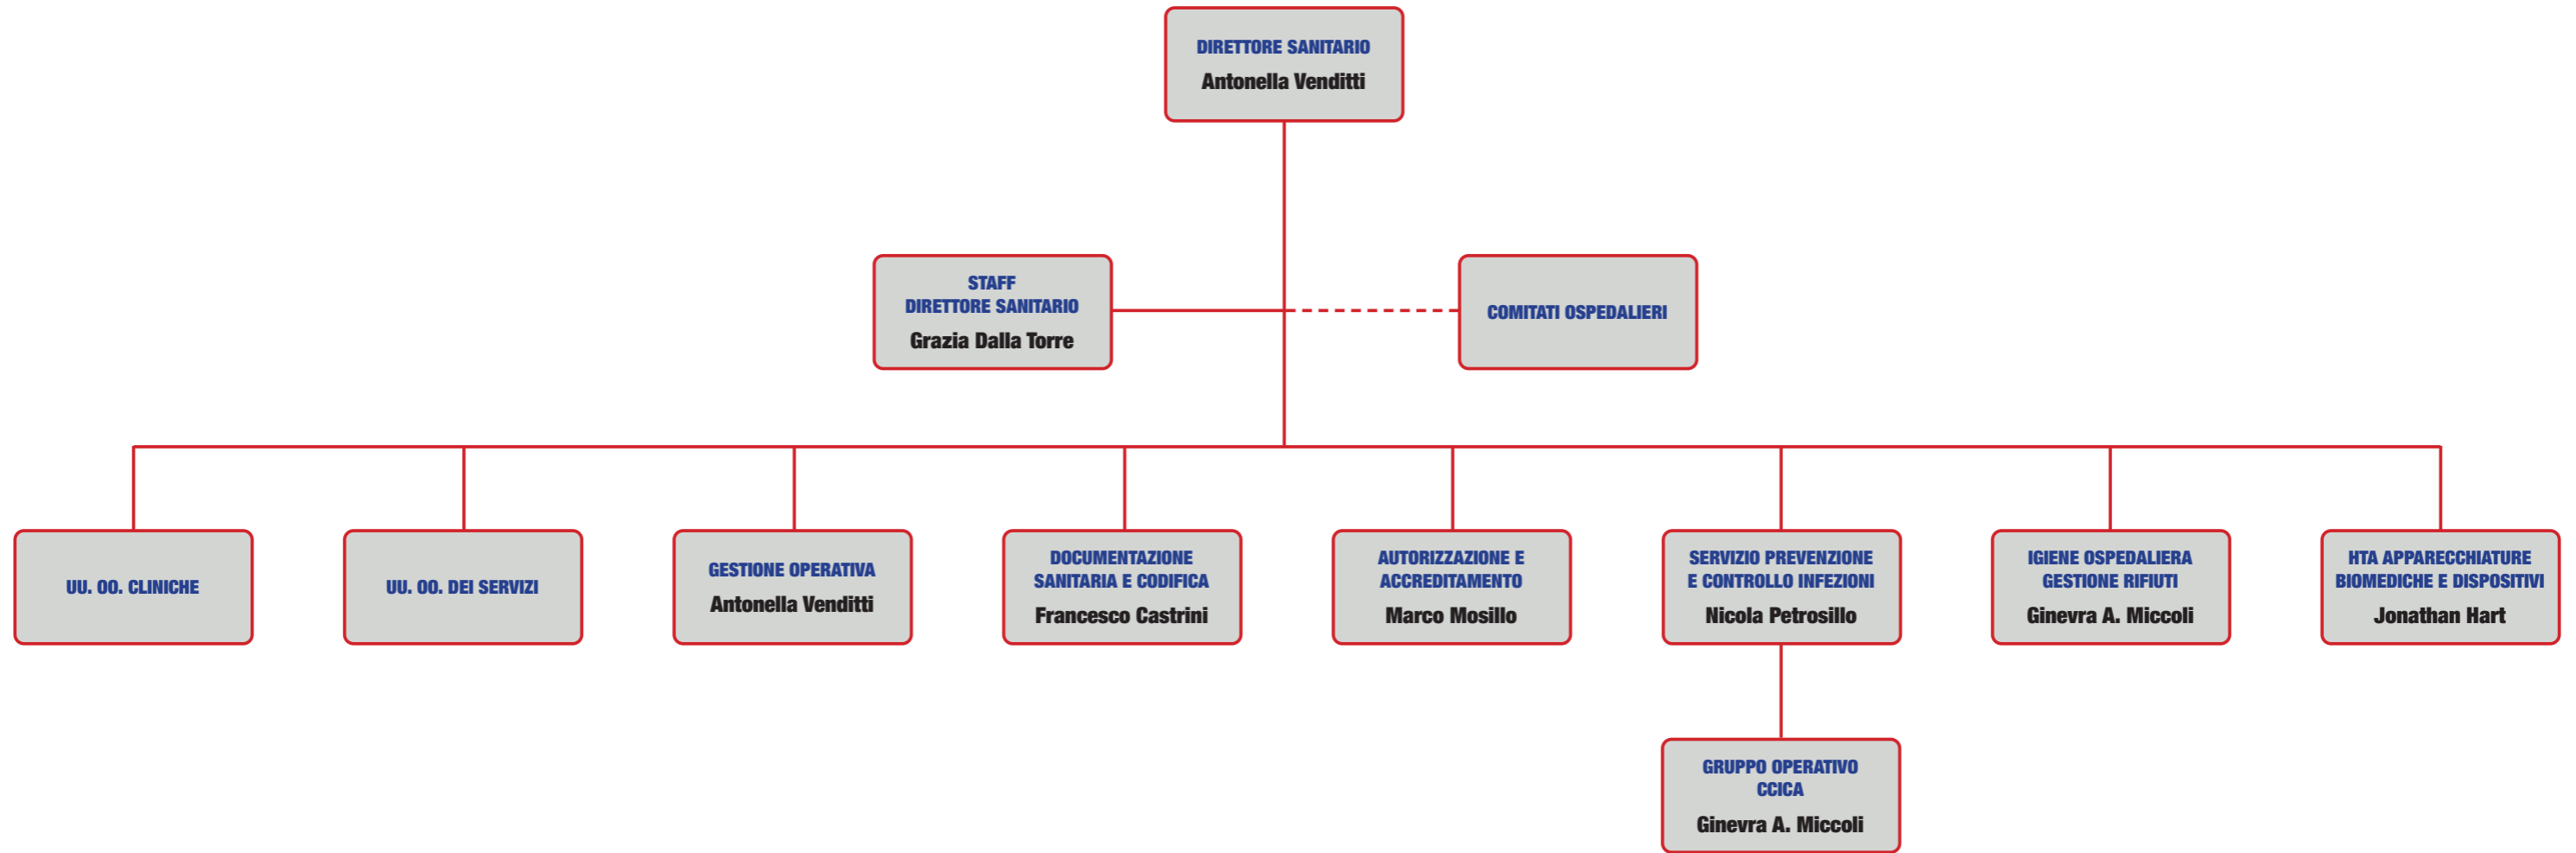 DIRETTORE SANITARIO
Antonella Venditti
STAFF
DIRETTORE SANITARIO
Grazia Dalla Torre
COMITATI OSPEDALIERI
UU. OO. CLINICHE
UU. OO. DEI SERVIZI
GESTIONE OPERATIVA
Antonella Venditti
DOCUMENTAZIONE
SANITARIA E CODIFICA
Francesco Castrini
AUTORIZZAZIONE E
ACCREDITAMENTO
Marco Mosillo
SERVIZIO PREVENZIONE
E CONTROLLO INFEZIONI
Nicola Petrosillo
IGIENE OSPEDALIERA
GESTIONE RIFIUTI
Ginevra A. Miccoli
HTA APPARECCHIATURE
BIOMEDICHE E DISPOSITIVI
Jonathan Hart
GRUPPO OPERATIVO
CCICA
Ginevra A. Miccoli